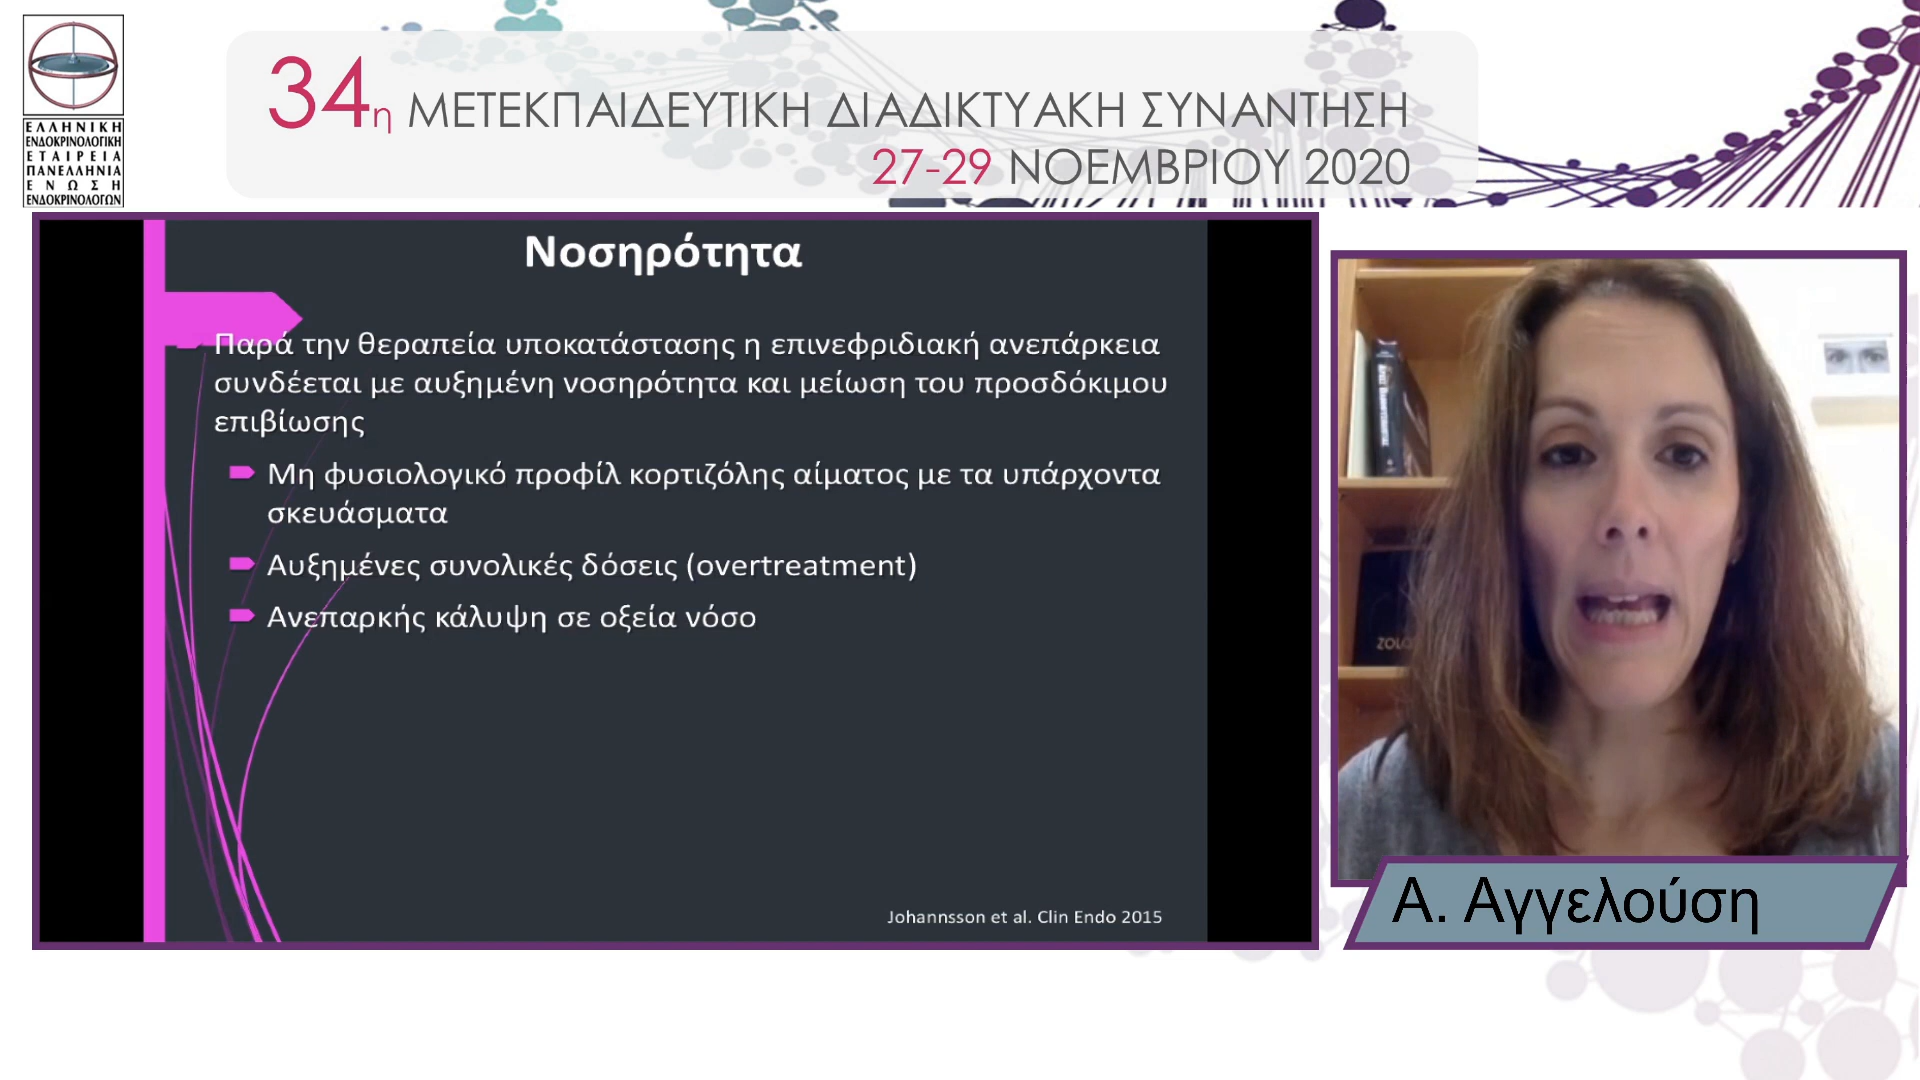 ΕΛΛΗΝΙΚΗ
ΕΝΔΟΚΡΙΝΟΛΟΓΙΚΗ
ΕΤΑΙΡΕΙΑ
ΠΑΝΕΛΛΗΝΙΑ
ΕΝΩΣΗ
ΕΝΔΟΚΡΙΝΟΛΟΓΩΝ
34η ΜΕΤΕΚΠΑΙΔΕΥΤΙΚΗ ΔΙΑΔΙΚΤΥΑΚΗ ΣΥΝΑΝΤΗΣΗ
27-29 ΝΟΕΜΒΡΙΟΥ 2020
Νοσηρότητα
Παρά την θεραπεία υποκατάστασης η επινεφριδιακή ανεπάρκεια
συνδέεται με αυξημένη νοσηρότητα και μείωση του προσδόκιμου
επιβίωσης
Μη φυσιολογικό προφίλ κορτιζόλης αίματος με τα υπάρχοντα
σκευάσματα
Αυξημένες συνολικές δόσεις (overtreatment)
Ανεπαρκής κάλυψη σε οξεία νόσο
Johannsson et al. Clin Endo 2015
Α. Αγγελούση